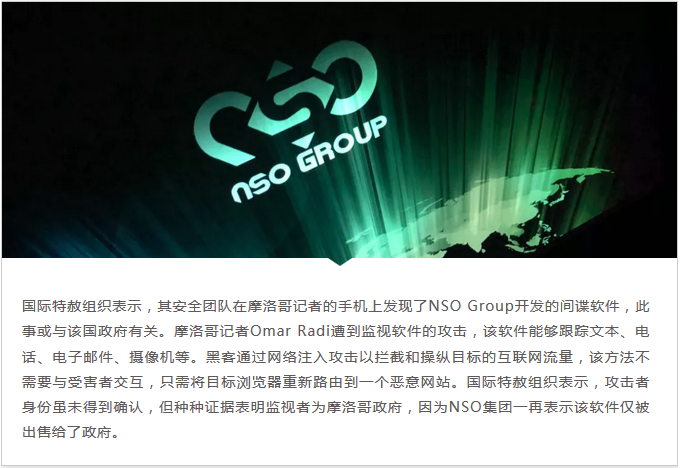 NSO GROUP
国际特赦组织表示，其安全团队在摩洛哥记者的手机上发现了NSO Group开发的间谍软件，此
事或与该国政府有关。摩洛哥记者Omar Radi遭到监视软件的攻击，该软件能够跟踪文本、电
话、电子邮件、摄像机等。黑客通过网络注入攻击以拦截和操纵目标的互联网流量，该方法不
需要与受害者交互，只需将目标浏览器重新路由到一个恶意网站。国际特赦组织表示，攻击者
身份虽未得到确认，但种种证据表明监视者为摩洛哥政府，因为NSO集团一再表示该软件仅被
出售给了政府。